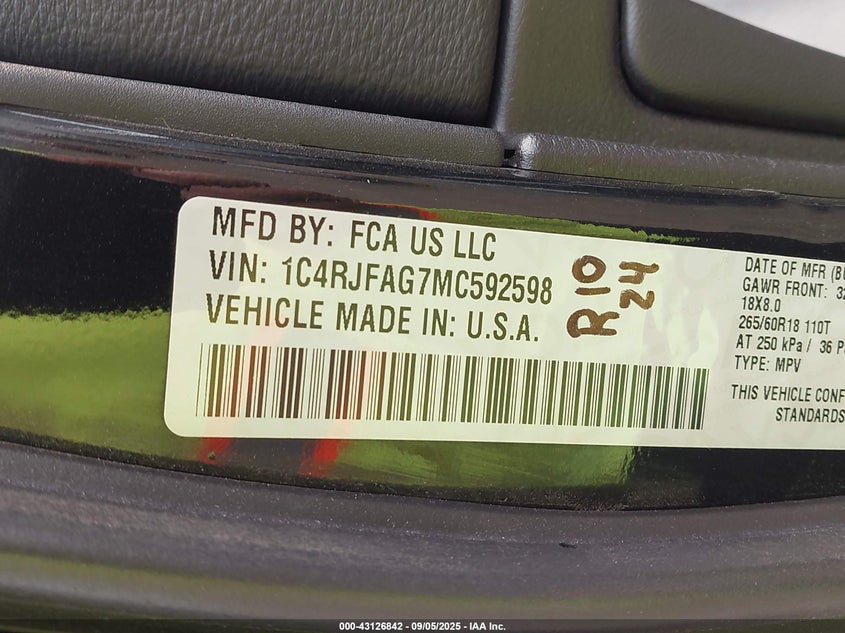 MFD BY: FCA US LLC
VIN: 1C4RJFAG7MC592598
VEHICLE MADE IN: U.S.A.
R10
24
DATE OF MFR (BU
GAWR FRONT: 32
18X8.0
265/60R18 110T
AT 250 kPa / 36 P
TYPE: MPV
THIS VEHICLE CONF
STANDARDS
000-43126842 - 09/05/2025 - IAA Inc.